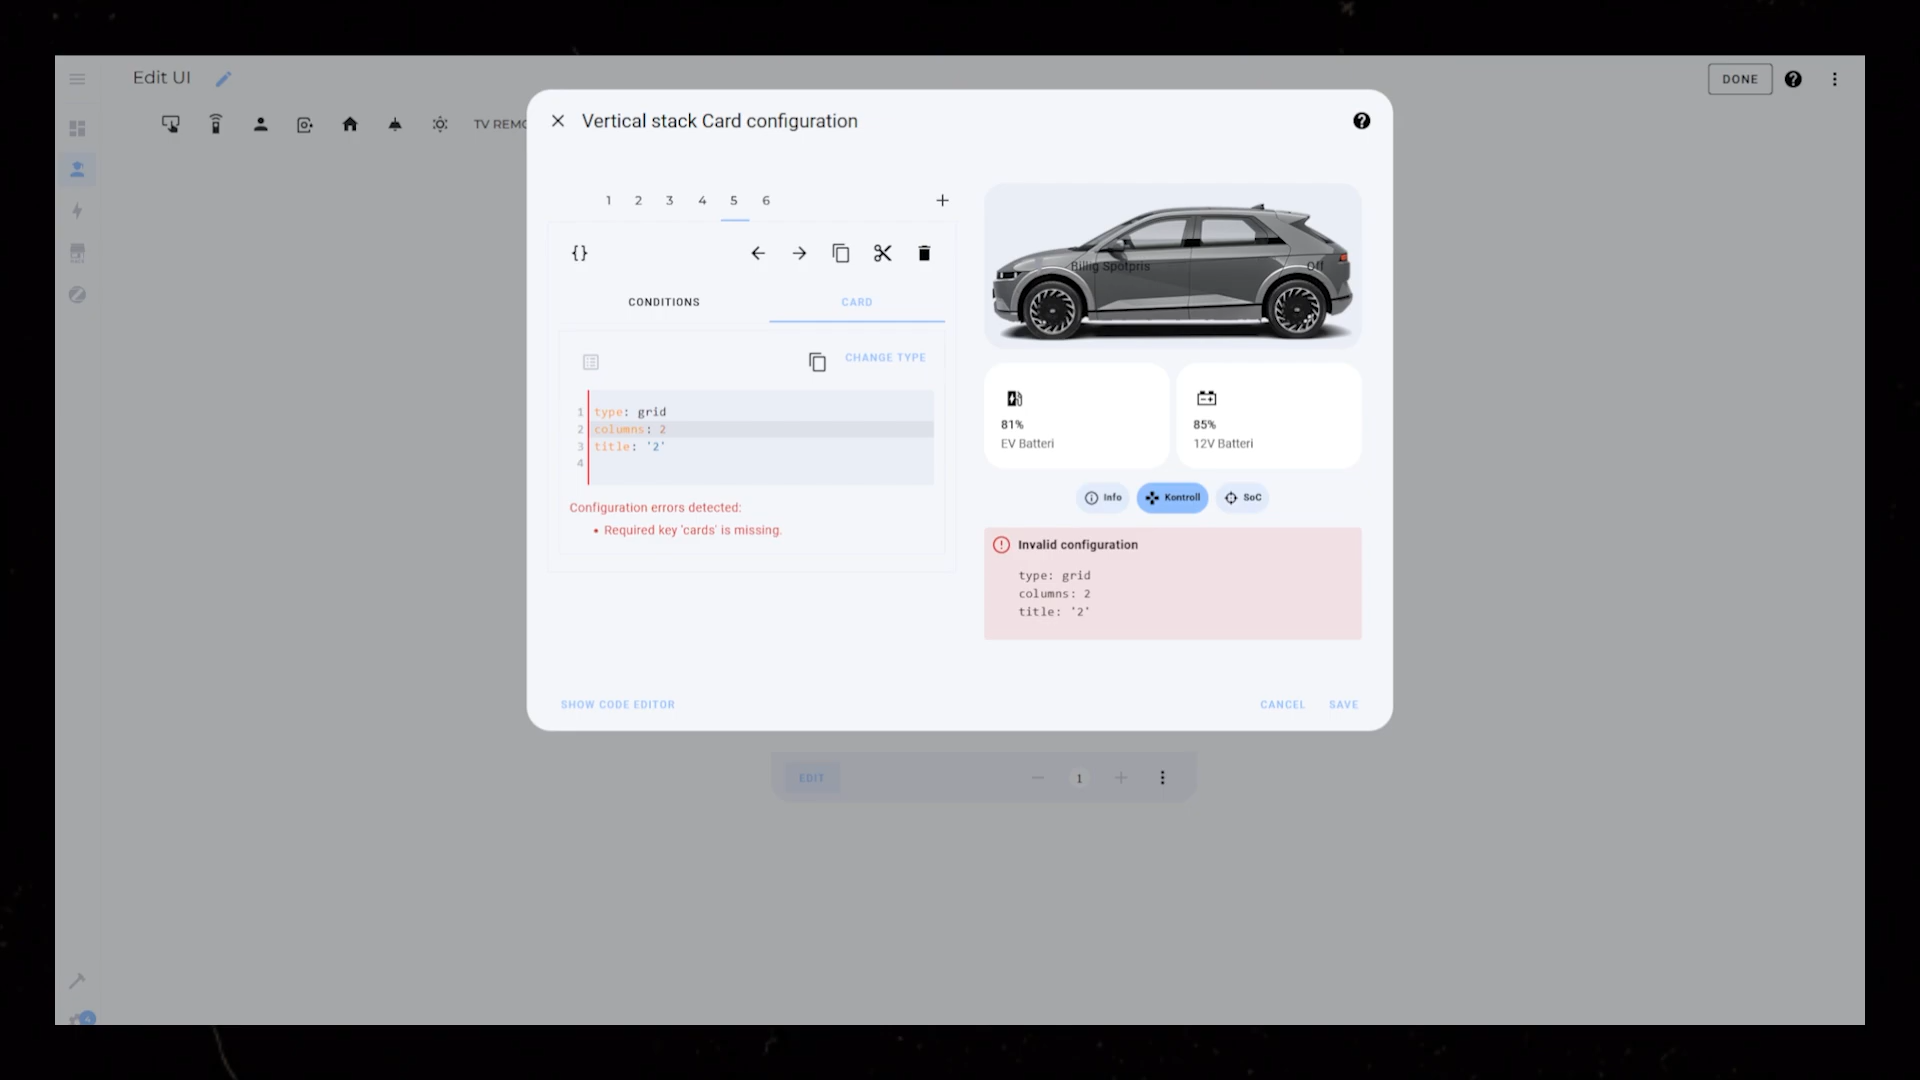 Edit UI
DONE
TV REMO
Vertical stack Card configuration
1 2 3 4 5 6
{}
CONDITIONS
CARD
CHANGE TYPE
1 type: grid
2 columns: 2
3 title: '2'
4
Configuration errors detected:
• Required key 'cards' is missing.
Billig Spotpris
Off
81%
EV Batteri
85%
12V Batteri
Info
Kontroll
SoC
Invalid configuration
type: grid
columns: 2
title: '2'
SHOW CODE EDITOR
CANCEL
SAVE
EDIT
1